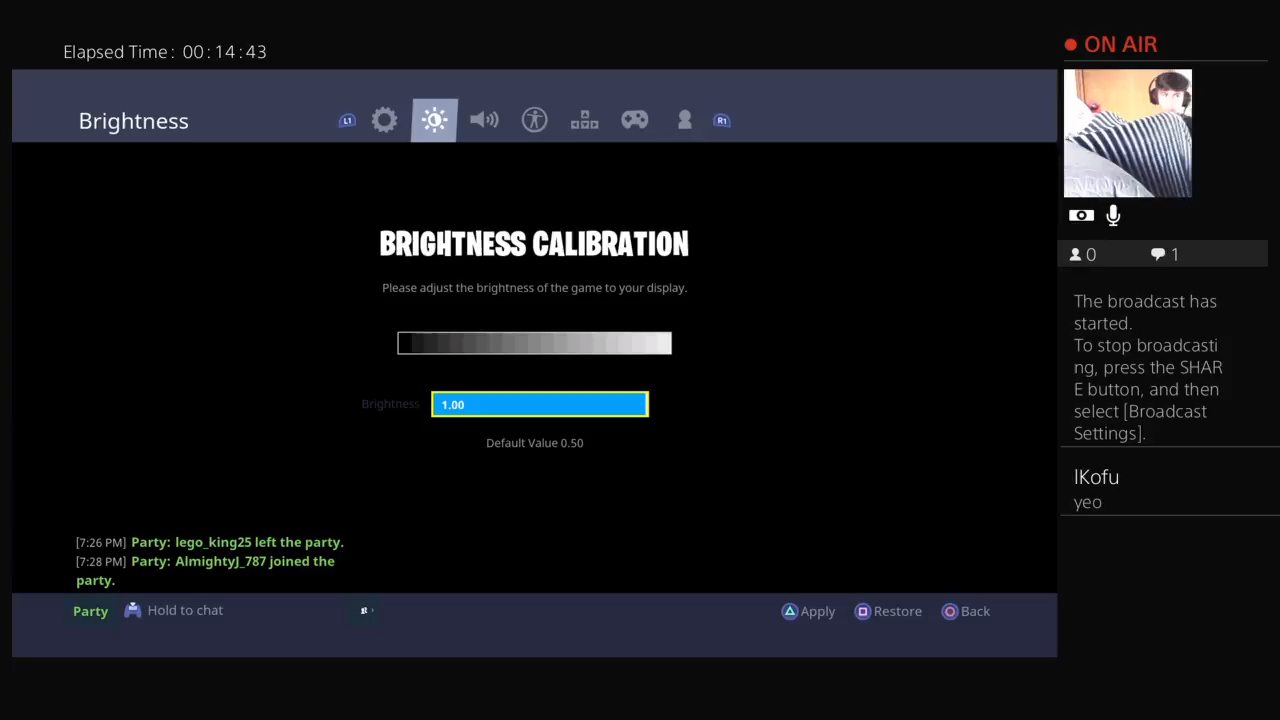 Elapsed Time: 00:14:43
ON AIR
Brightness
L1
R1
BRIGHTNESS CALIBRATION
Please adjust the brightness of the game to your display.
Brightness
1.00
Default Value 0.50
[7:26 PM] Party: lego_king25 left the party.
[7:28 PM] Party: AlmightyJ_787 joined the
party.
Party
Hold to chat
Apply
Restore
Back
0
1
The broadcast has
started.
To stop broadcasti
ng, press the SHAR
E button, and then
select [Broadcast
Settings].
lKofu
yeo